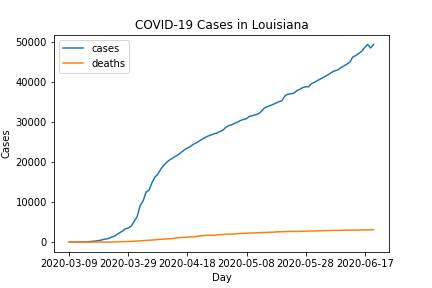 COVID-19 Cases in Louisiana
50000
40000
30000
20000
10000
0
Cases
cases
deaths
2020-03-09 2020-03-29 2020-04-18 2020-05-08 2020-05-28 2020-06-17
Day